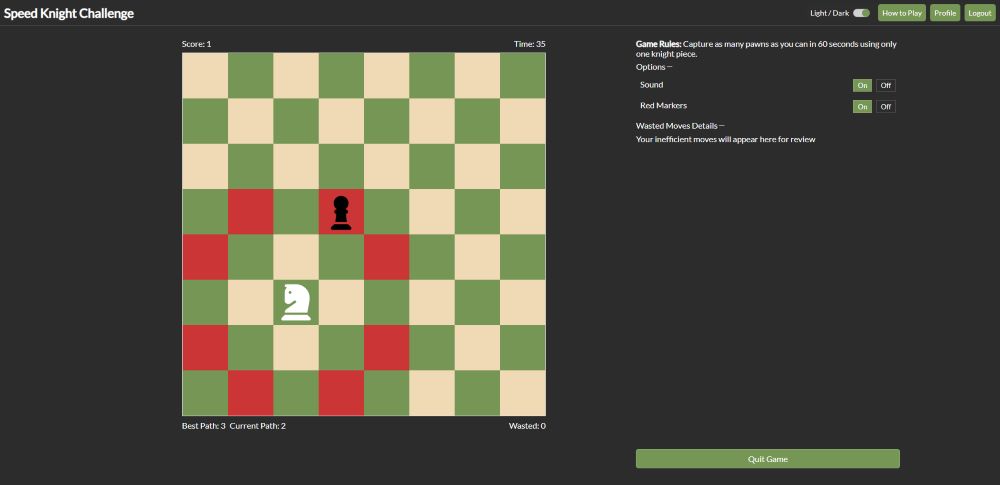 Speed Knight Challenge
Light / Dark
How to Play
Profile
Logout
Score: 1
Time: 35
Game Rules: Capture as many pawns as you can in 60 seconds using only
one knight piece.
Options —
Sound
On Off
Red Markers
On Off
Wasted Moves Details —
Your inefficient moves will appear here for review
Best Path: 3 Current Path: 2
Wasted: 0
Quit Game